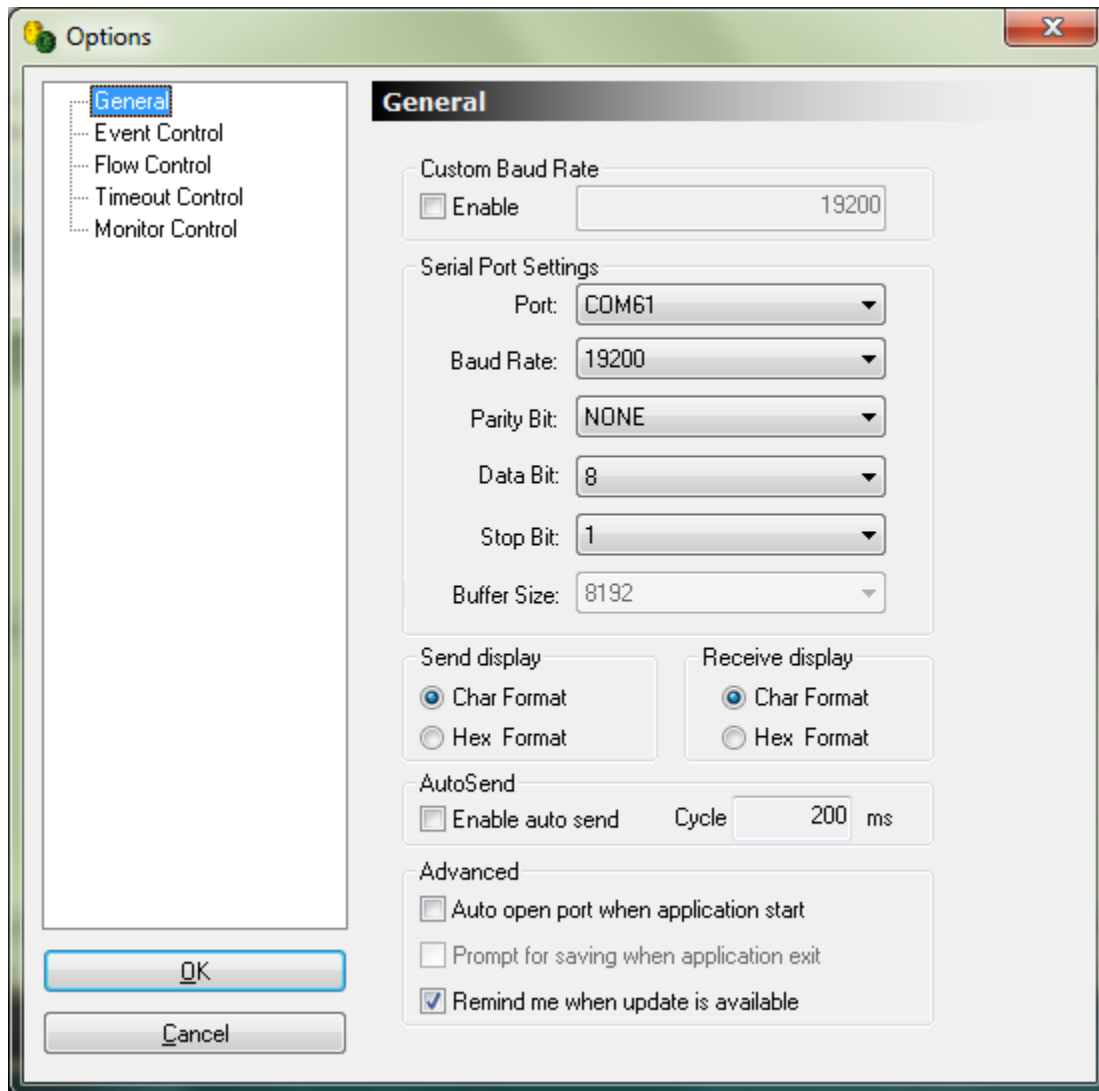 Options
General
Event Control
Flow Control
Timeout Control
Monitor Control
OK
Cancel
General
Custom Baud Rate
Enable 19200
Serial Port Settings
Port: COM61
Baud Rate: 19200
Parity Bit: NONE
Data Bit: 8
Stop Bit: 1
Buffer Size: 8192
Send display
Char Format
Hex Format
Receive display
Char Format
Hex Format
AutoSend
Enable auto send Cycle 200 ms
Advanced
Auto open port when application start
Prompt for saving when application exit
Remind me when update is available